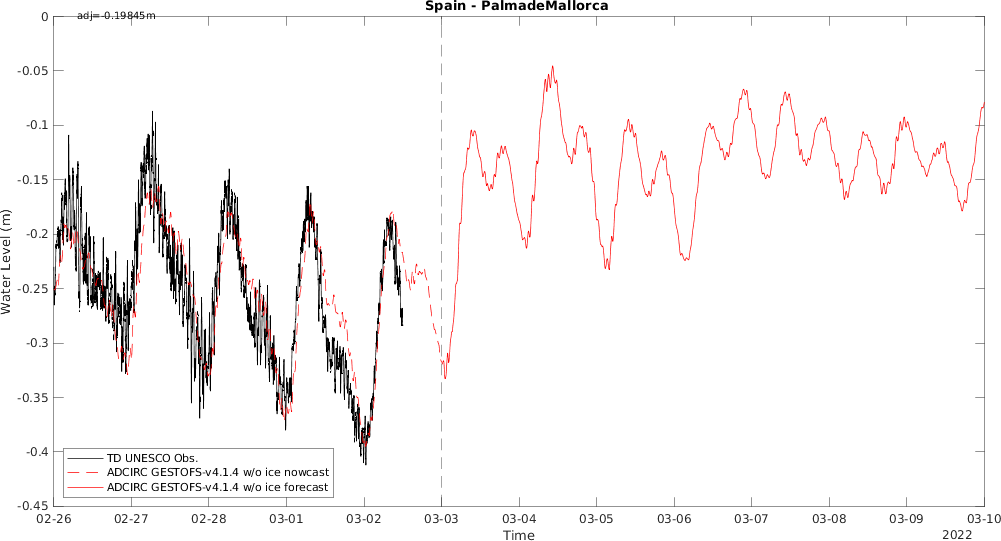 Spain - PalmadeMallorca
adj=-0.19845m
0
-0.05
-0.1
-0.15
-0.2
-0.25
-0.3
-0.35
-0.4
-0.45
Water Level (m)
TD UNESCO Obs.
ADCIRC GESTOFS-v4.1.4 w/o ice nowcast
ADCIRC GESTOFS-v4.1.4 w/o ice forecast
02-26 02-27 02-28 03-01 03-02 03-03 03-04 03-05 03-06 03-07 03-08 03-09 03-10
Time
2022